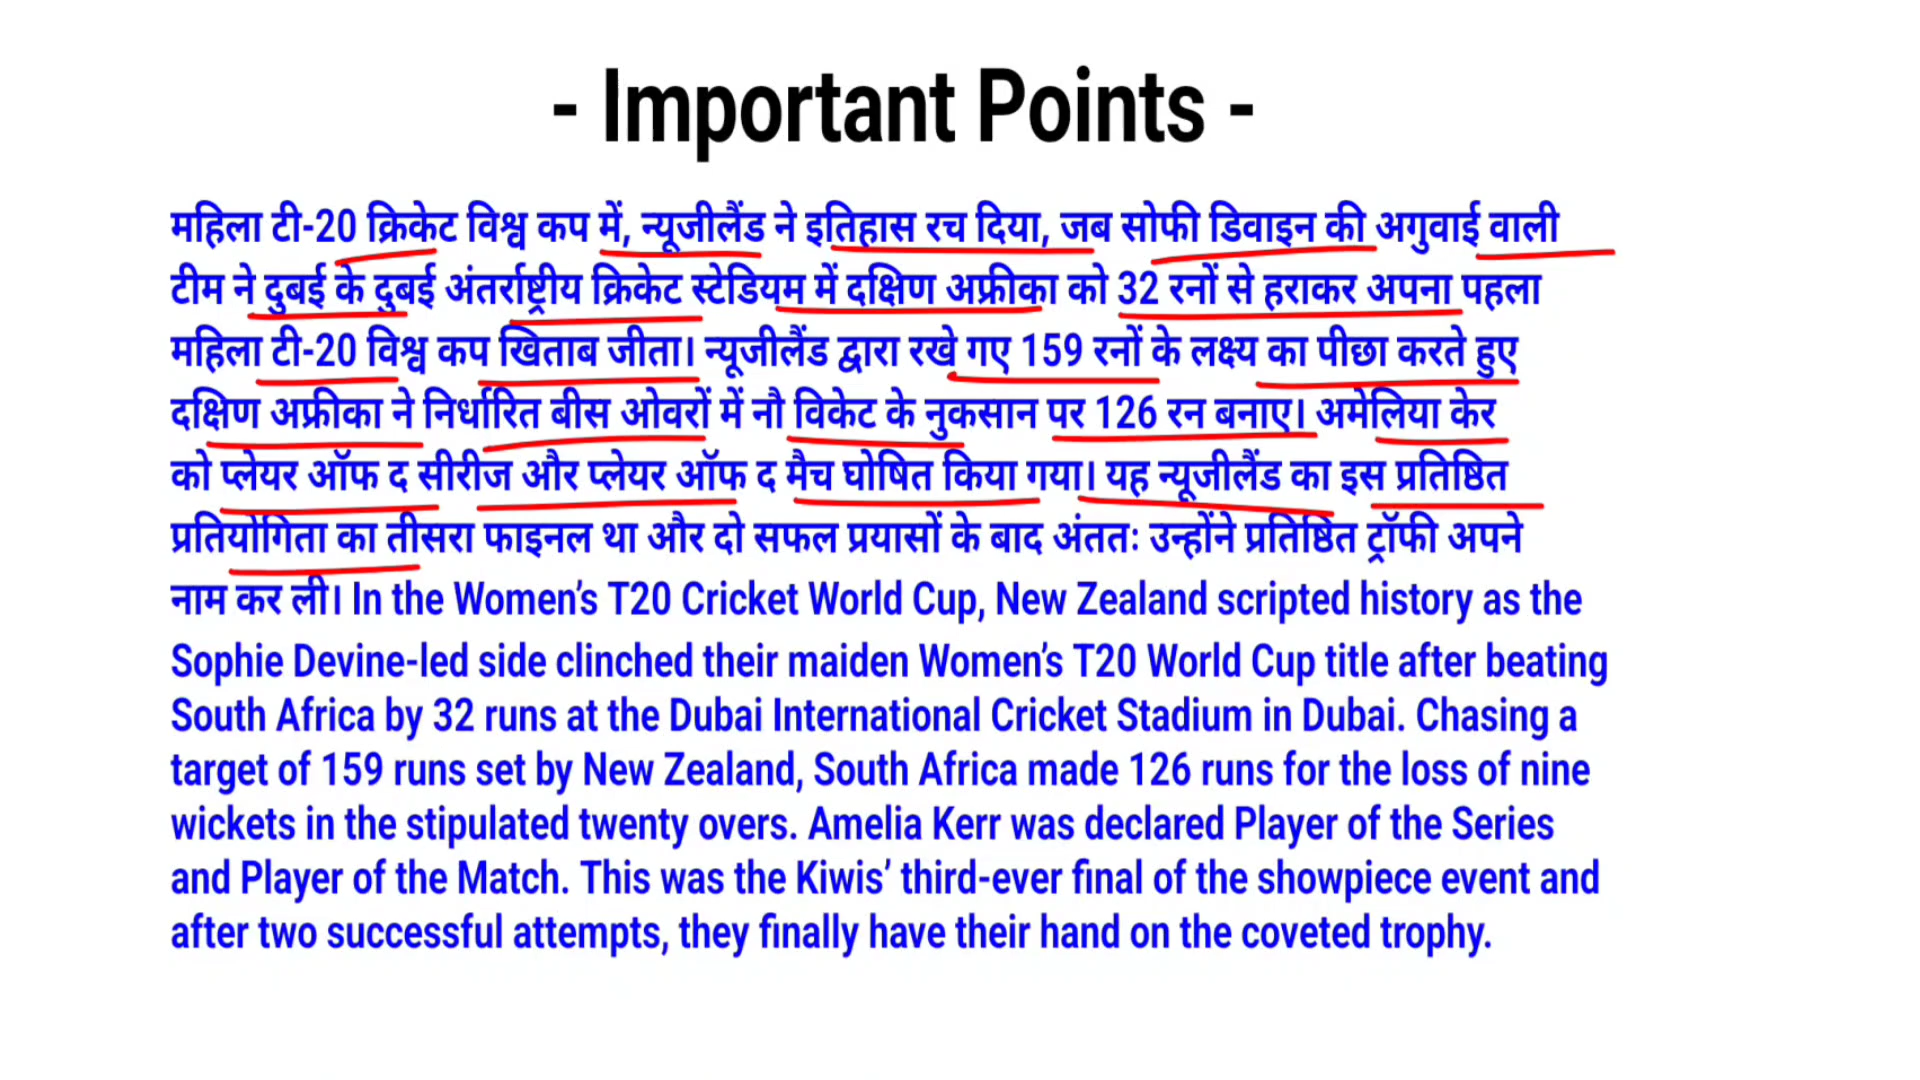 - Important Points -
महिला टी-20 क्रिकेट विश्व कप में, न्यूजीलैंड ने इतिहास रच दिया, जब सोफी डिवाइन की अगुवाई वाली
टीम ने दुबई के दुबई अंतर्राष्ट्रीय क्रिकेट स्टेडियम में दक्षिण अफ्रीका को 32 रनों से हराकर अपना पहला
महिला टी-20 विश्व कप खिताब जीता। न्यूजीलैंड द्वारा रखे गए 159 रनों के लक्ष्य का पीछा करते हुए
दक्षिण अफ्रीका ने निर्धारित बीस ओवरों में नौ विकेट के नुकसान पर 126 रन बनाए। अमेलिया केर
को प्लेयर ऑफ द सीरीज और प्लेयर ऑफ द मैच घोषित किया गया। यह न्यूजीलैंड का इस प्रतिष्ठित
प्रतियोगिता का तीसरा फाइनल था और दो सफल प्रयासों के बाद अंततः उन्होंने प्रतिष्ठित ट्रॉफी अपने
नाम कर ली। In the Women's T20 Cricket World Cup, New Zealand scripted history as the
Sophie Devine-led side clinched their maiden Women's T20 World Cup title after beating
South Africa by 32 runs at the Dubai International Cricket Stadium in Dubai. Chasing a
target of 159 runs set by New Zealand, South Africa made 126 runs for the loss of nine
wickets in the stipulated twenty overs. Amelia Kerr was declared Player of the Series
and Player of the Match. This was the Kiwis' third-ever final of the showpiece event and
after two successful attempts, they finally have their hand on the coveted trophy.